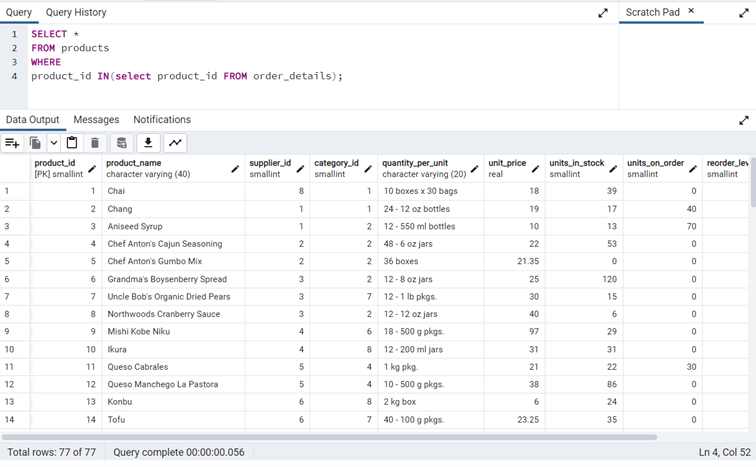 Query Query History Scratch Pad ×
1 SELECT *
2 FROM products
3 WHERE
4 product_id IN(select product_id FROM order_details);
Data Output Messages Notifications
product_id product_name supplier_id category_id quantity_per_unit unit_price units_in_stock units_on_order reorder_lev
[PK] smallint character varying (40) smallint smallint character varying (20) real smallint smallint smallint
1 1 Chai 8 1 10 boxes x 30 bags 18 39 0
2 2 Chang 1 1 24 - 12 oz bottles 19 17 40
3 3 Aniseed Syrup 1 2 12 - 550 ml bottles 10 13 70
4 4 Chef Anton's Cajun Seasoning 2 2 48 - 6 oz jars 22 53 0
5 5 Chef Anton's Gumbo Mix 2 2 36 boxes 21.35 0 0
6 6 Grandma's Boysenberry Spread 3 2 12 - 8 oz jars 25 120 0
7 7 Uncle Bob's Organic Dried Pears 3 7 12 - 1 lb pkgs. 30 15 0
8 8 Northwoods Cranberry Sauce 3 2 12 - 12 oz jars 40 6 0
9 9 Mishi Kobe Niku 4 6 18 - 500 g pkgs. 97 29 0
10 10 Ikura 4 8 12 - 200 ml jars 31 31 0
11 11 Queso Cabrales 5 4 1 kg pkg. 21 22 30
12 12 Queso Manchego La Pastora 5 4 10 - 500 g pkgs. 38 86 0
13 13 Konbu 6 8 2 kg box 6 24 0
14 14 Tofu 6 7 40 - 100 g pkgs. 23.25 35 0
Total rows: 77 of 77 Query complete 00:00:00.056 Ln 4, Col 52